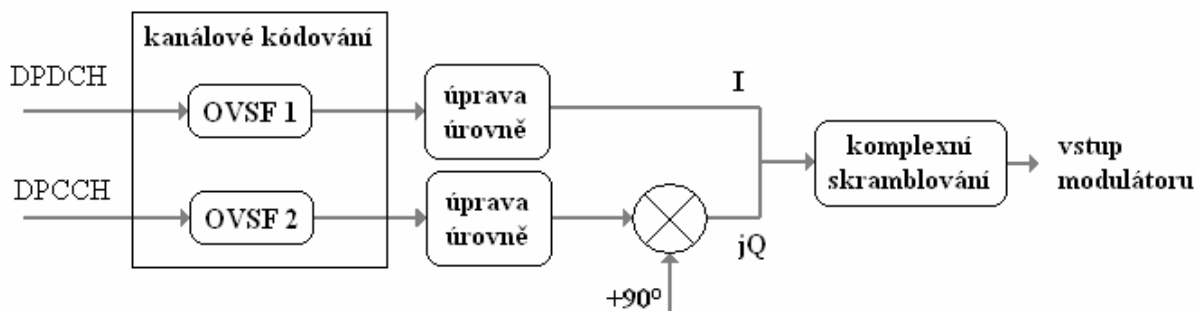 kanálové kódování
DPDCH
OVSF 1
úprava
úrovně
I
komplexní
skramblování
vstup
modulátoru
DPCCH
OVSF 2
úprava
úrovně
jQ
+90°